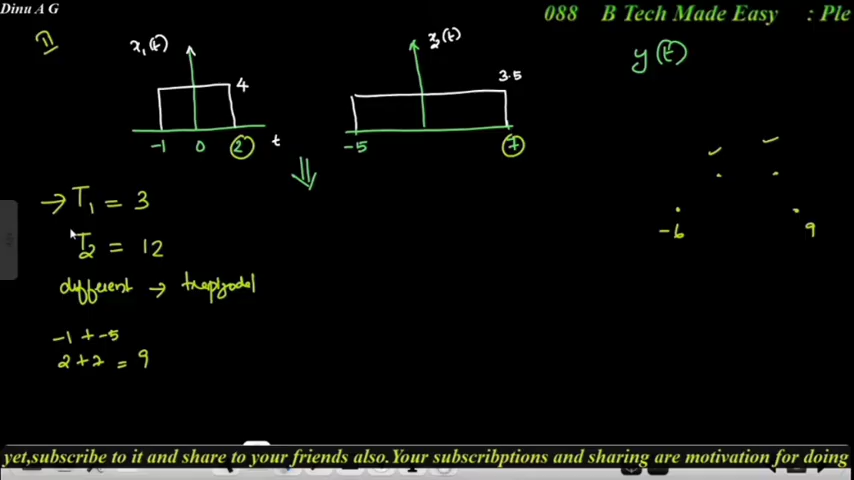 Dinu A G
088 B Tech Made Easy : Ple
II
x₁(t)
4
-1 0 2 t
x₂(t)
3.5
-5 7
y(t)
-6 9
→ T₁ = 3
T₂ = 12
different →
-1 + -5
2 + 7 = 9
yet,subscribe to it and share to your friends also.Your subscribptions and sharing are motivation for doing